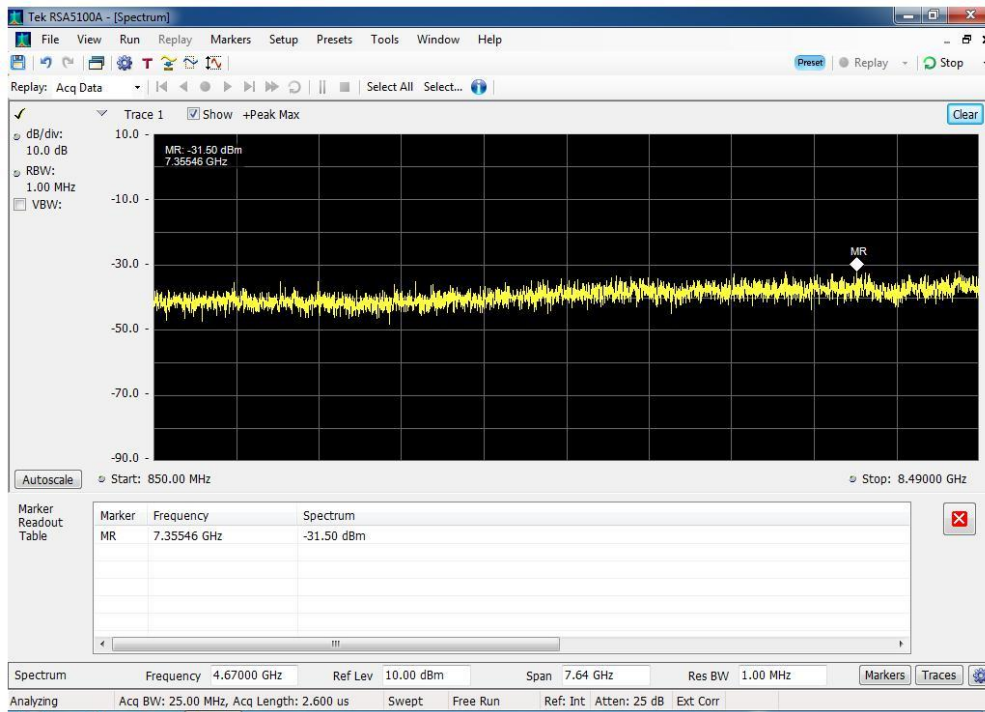 Tek RSA5100A - [Spectrum]
File View Run Replay Markers Setup Presets Tools Window Help
Preset Replay Stop
Replay: Acq Data Select All Select...
Trace 1 Show +Peak Max Clear
dB/div: 10.0 dB
RBW: 1.00 MHz
VBW:
10.0
-10.0
-30.0
-50.0
-70.0
-90.0
MR: -31.50 dBm
7.35546 GHz
MR
Autoscale Start: 850.00 MHz Stop: 8.49000 GHz
Marker Readout Table
Marker Frequency Spectrum
MR 7.35546 GHz -31.50 dBm
Spectrum Frequency 4.67000 GHz Ref Lev 10.00 dBm Span 7.64 GHz Res BW 1.00 MHz Markers Traces
Analyzing Acq BW: 25.00 MHz, Acq Length: 2.600 us Swept Free Run Ref: Int Atten: 25 dB Ext Corr